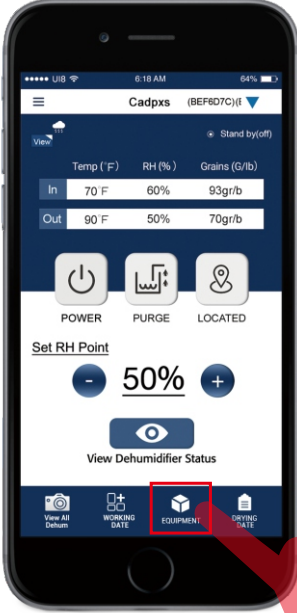 UI8 6:18 AM 64%
Cadpxs (BEF6D7C)(E
View Stand by(off)
Temp (°F) RH (%) Grains (G/lb)
In 70°F 60% 93gr/b
Out 90°F 50% 70gr/b
POWER PURGE LOCATED
Set RH Point
- 50% +
View Dehumidifier Status
View All Dehum WORKING DATE EQUIPMENT DRYING DATE